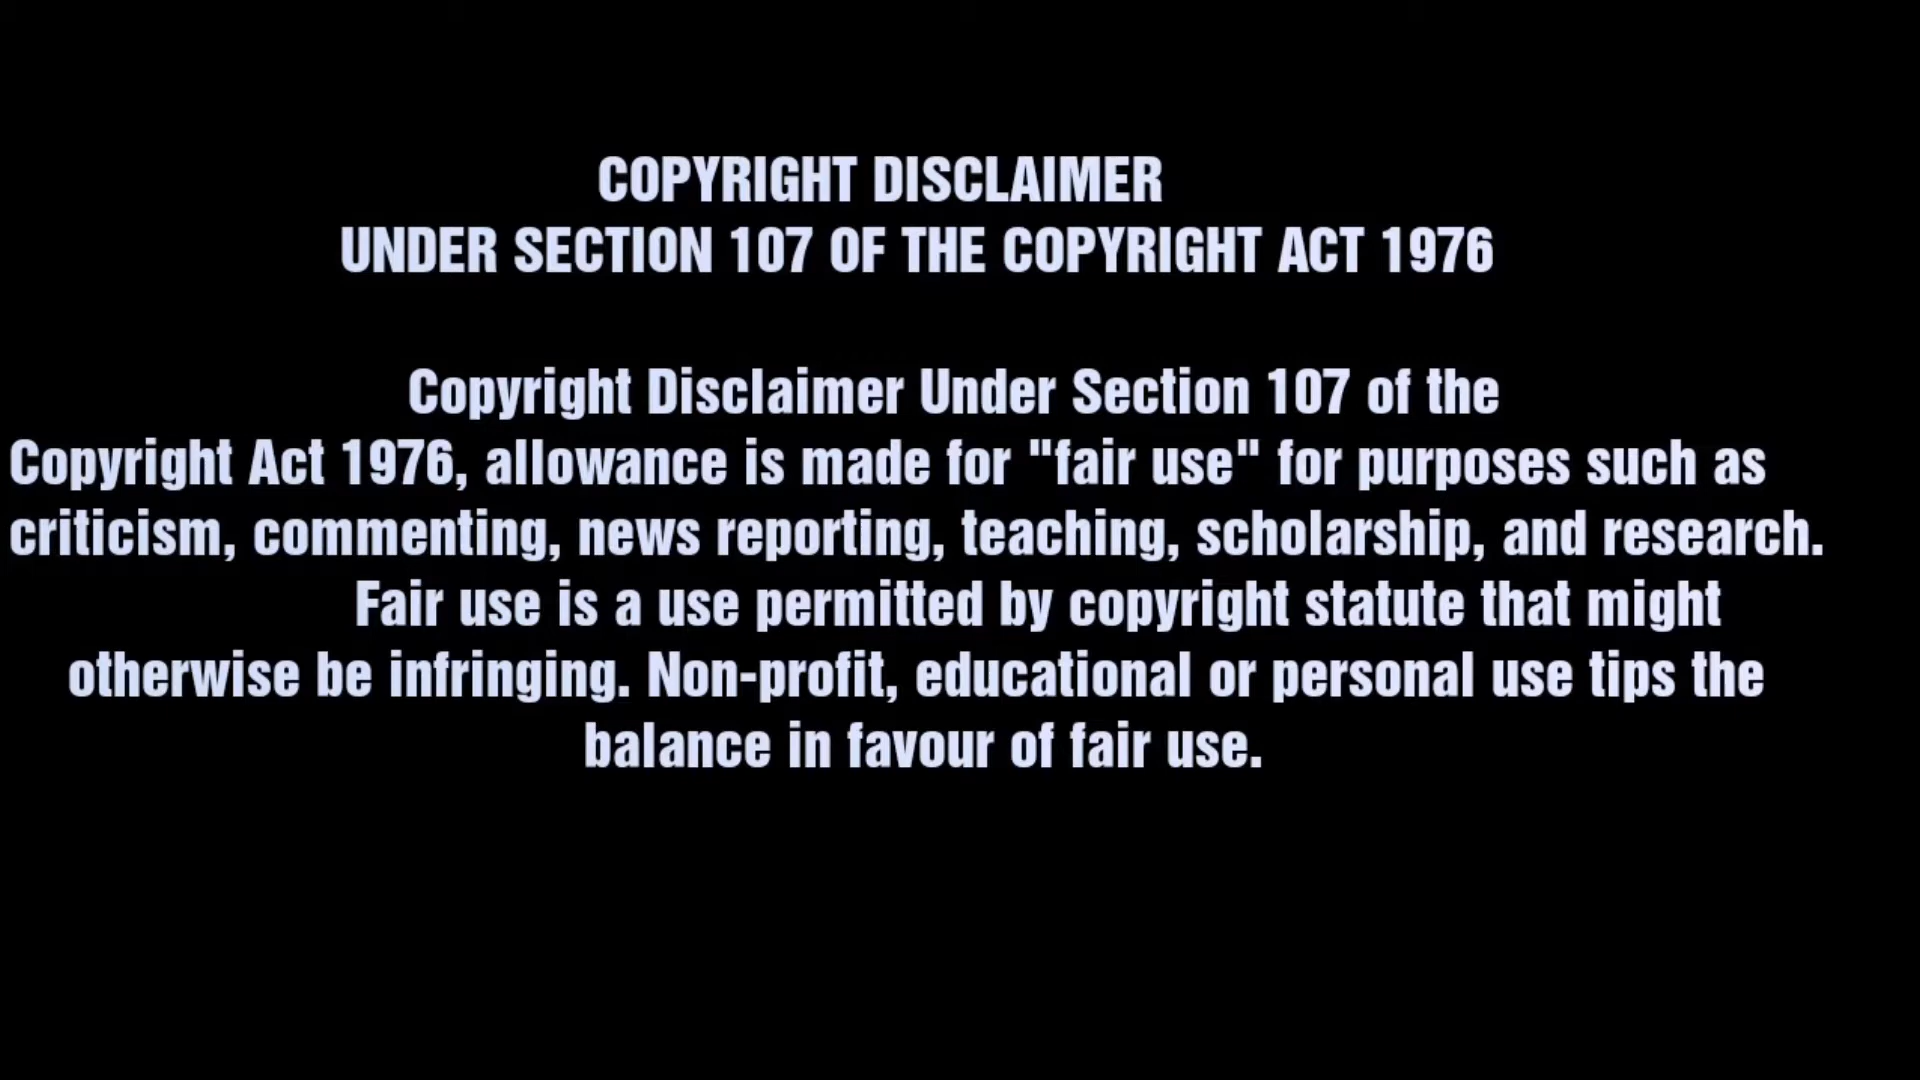 COPYRIGHT DISCLAIMER
UNDER SECTION 107 OF THE COPYRIGHT ACT 1976
Copyright Disclaimer Under Section 107 of the
Copyright Act 1976, allowance is made for "fair use" for purposes such as
criticism, commenting, news reporting, teaching, scholarship, and research.
Fair use is a use permitted by copyright statute that might
otherwise be infringing. Non-profit, educational or personal use tips the
balance in favour of fair use.